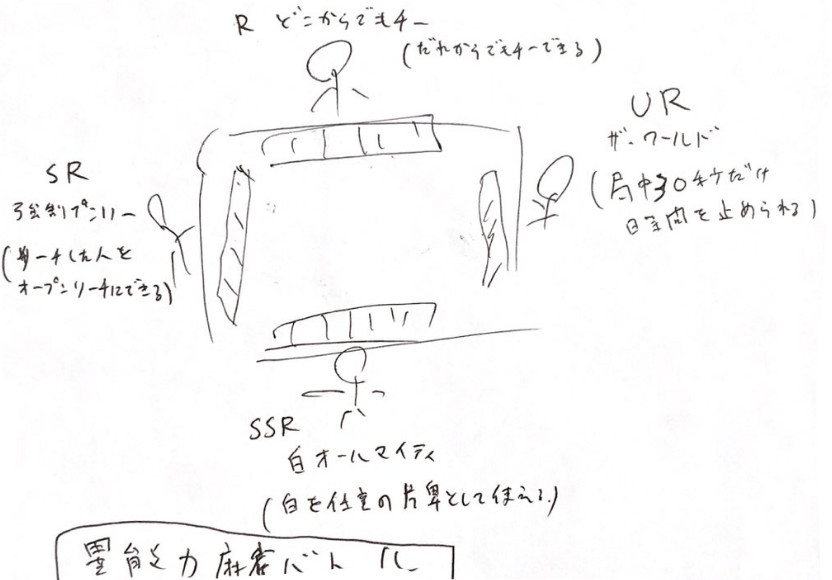 R どこからでもチー
(だれからでもチーできる)
UR
ザ・ワールド
(局中30秒だけ
時間を止められる)
SR
強制オプンリー
(リーチした人を
オープンリーチにできる)
SSR
白オールマイティ
(白を任意の牌として使える)
異能力麻雀バトル